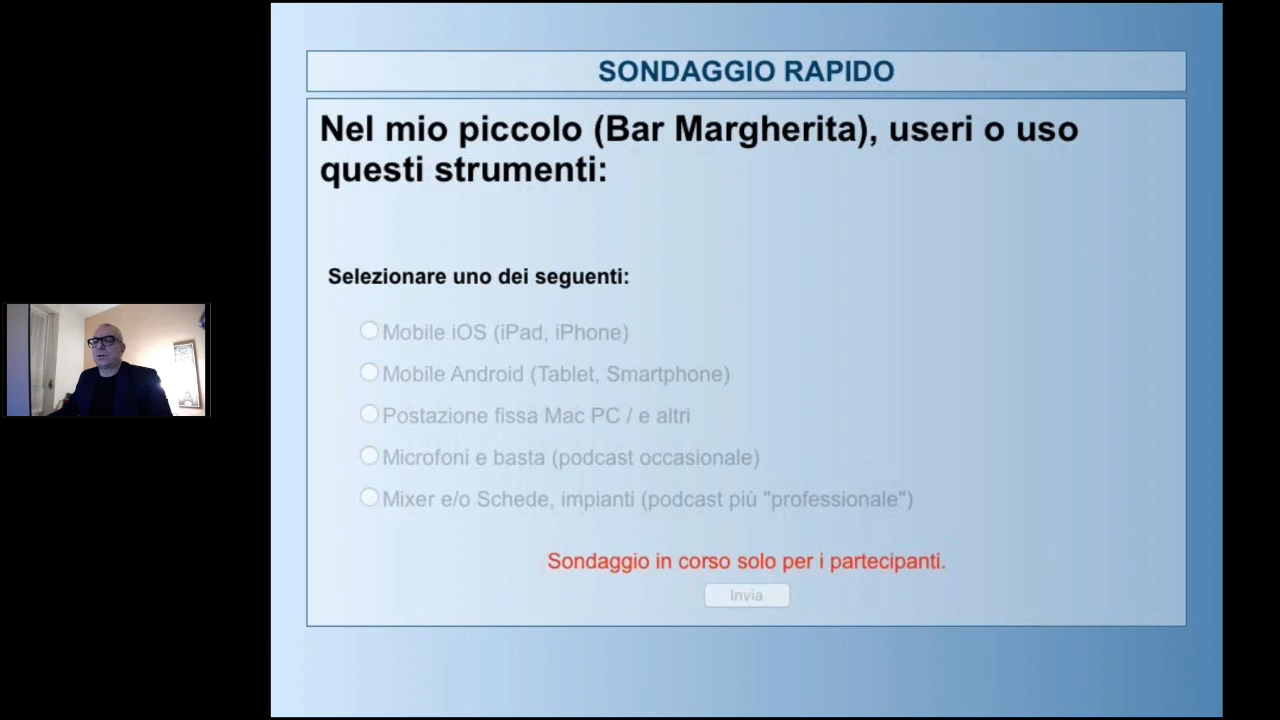 SONDAGGIO RAPIDO
Nel mio piccolo (Bar Margherita), useri o uso
questi strumenti:
Selezionare uno dei seguenti:
Mobile iOS (iPad, iPhone)
Mobile Android (Tablet, Smartphone)
Postazione fissa Mac PC / e altri
Microfoni e basta (podcast occasionale)
Mixer e/o Schede, impianti (podcast più "professionale")
Sondaggio in corso solo per i partecipanti.
Invia